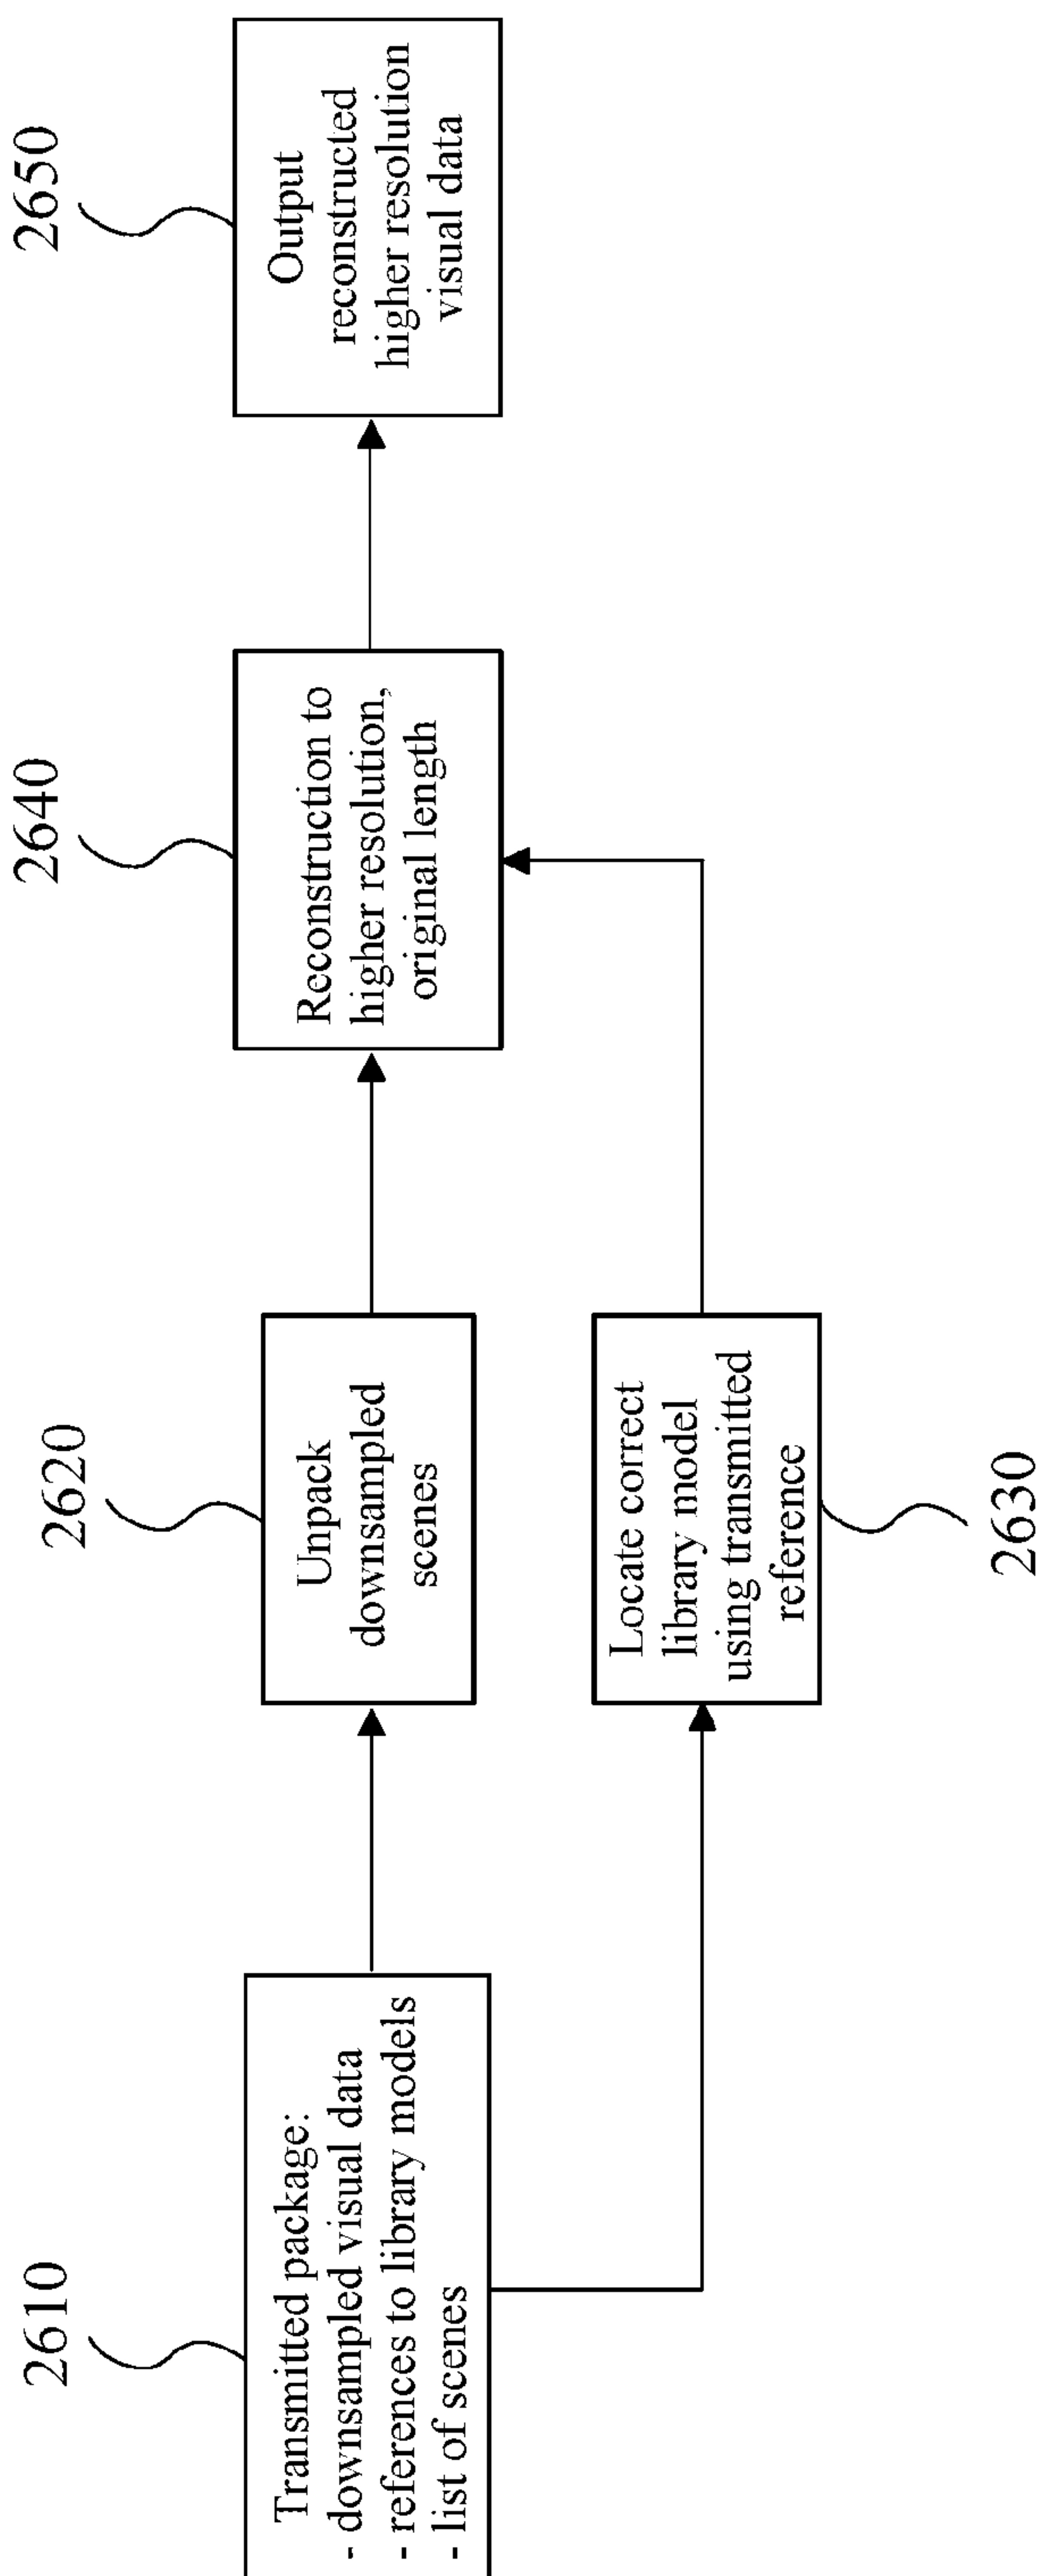 2610
Transmitted package:
- downsampled visual data
- references to library models
- list of scenes
2620
Unpack
downsampled
scenes
2630
Locate correct
library model
using transmitted
reference
2640
Reconstruction to
higher resolution,
original length
2650
Output
reconstructed
higher resolution
visual data